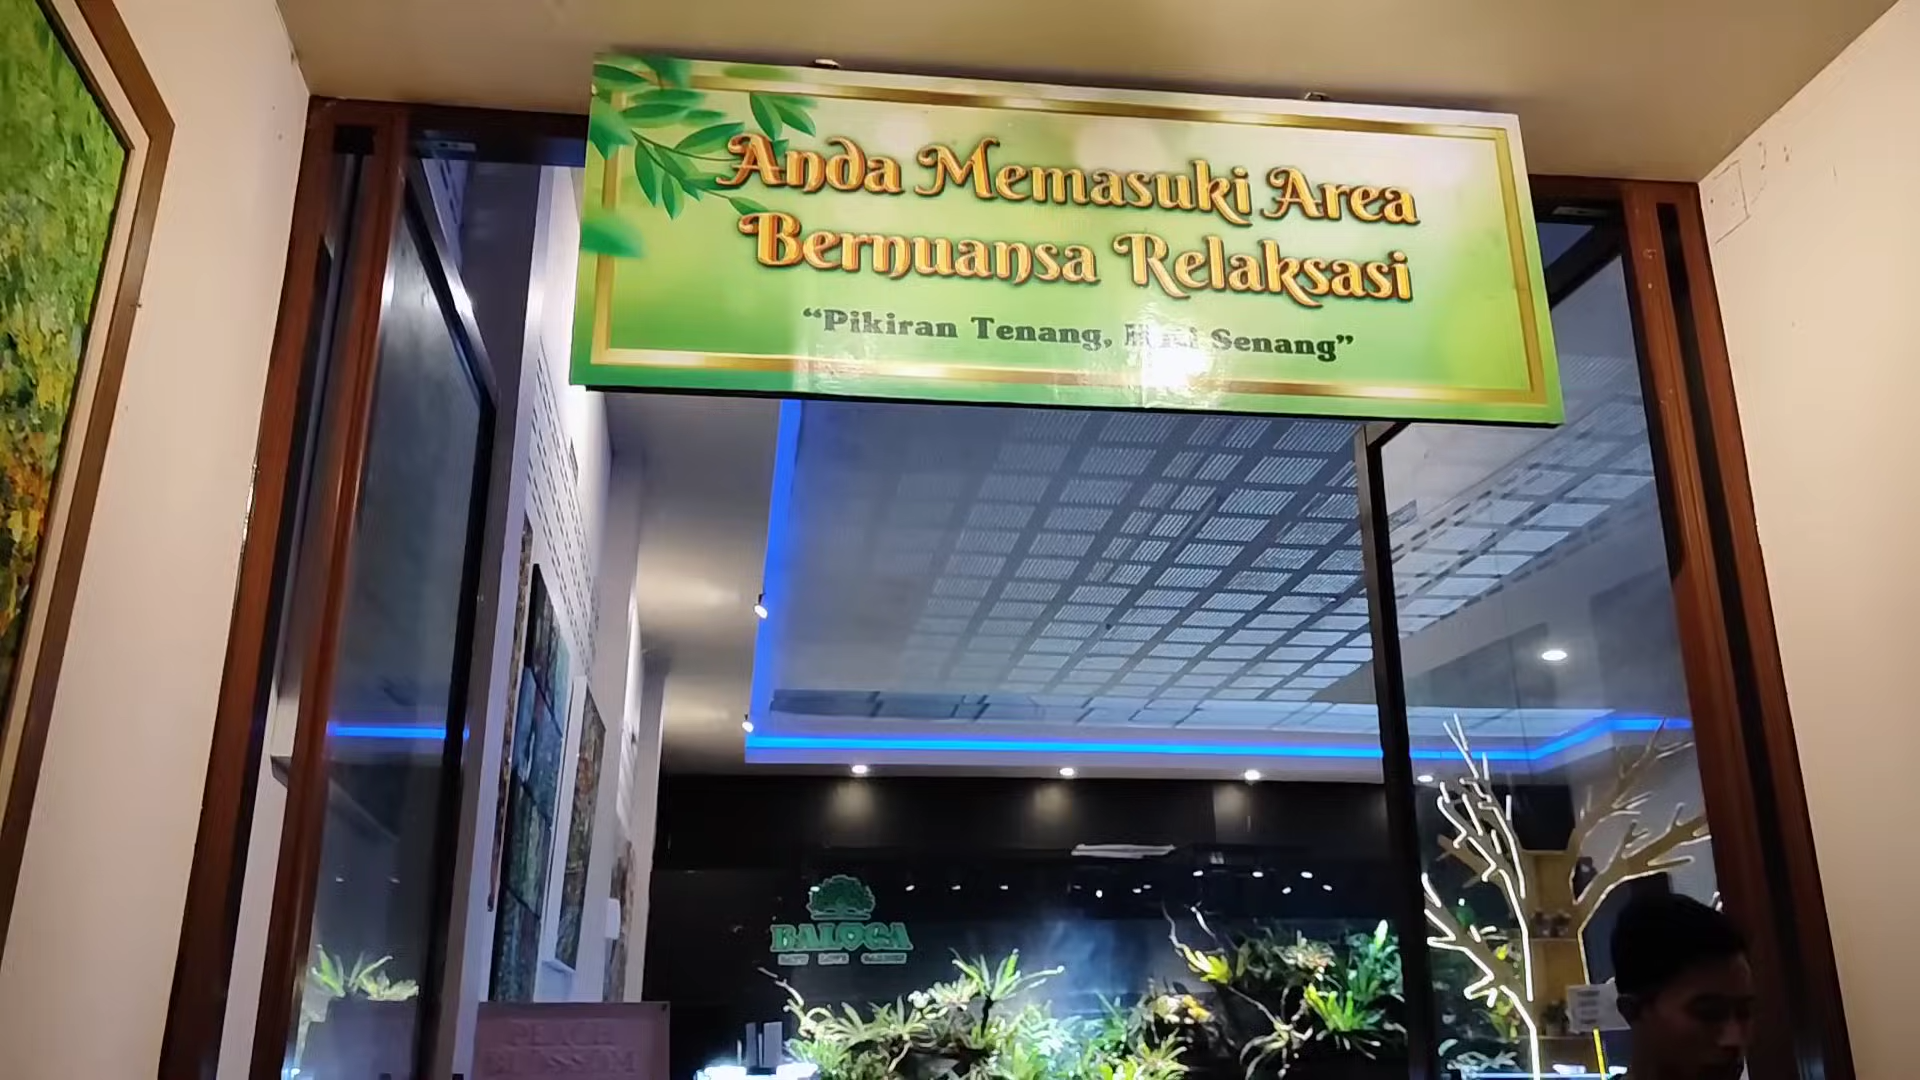 Anda Memasuki Area
Bernuansa Relaksasi
“Pikiran Tenang, Senang”
BALOGA